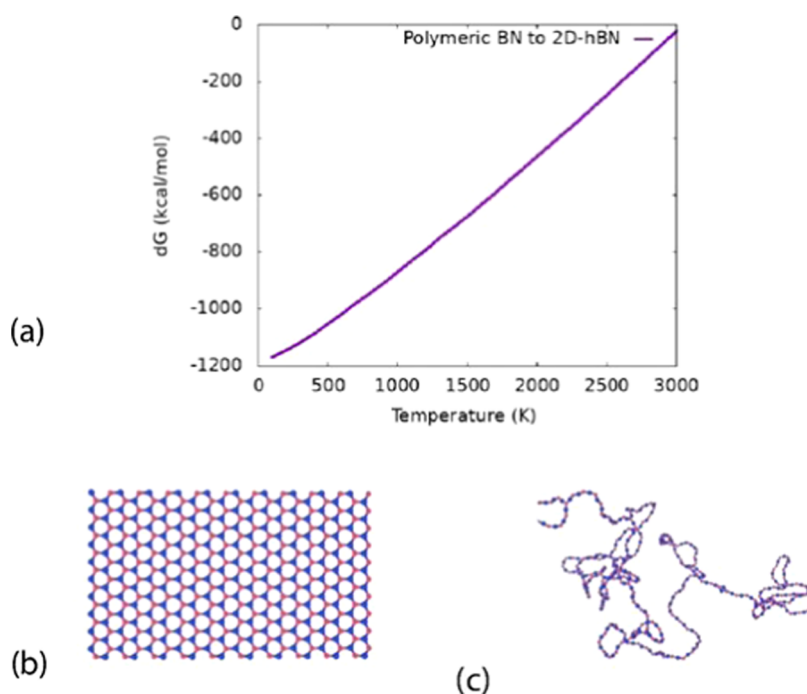 0
-200
-400
-600
-800
-1000
-1200
dG (kcal/mol)
Polymeric BN to 2D-hBN
0 500 1000 1500 2000 2500 3000
Temperature (K)
(a)
(b)
(c)